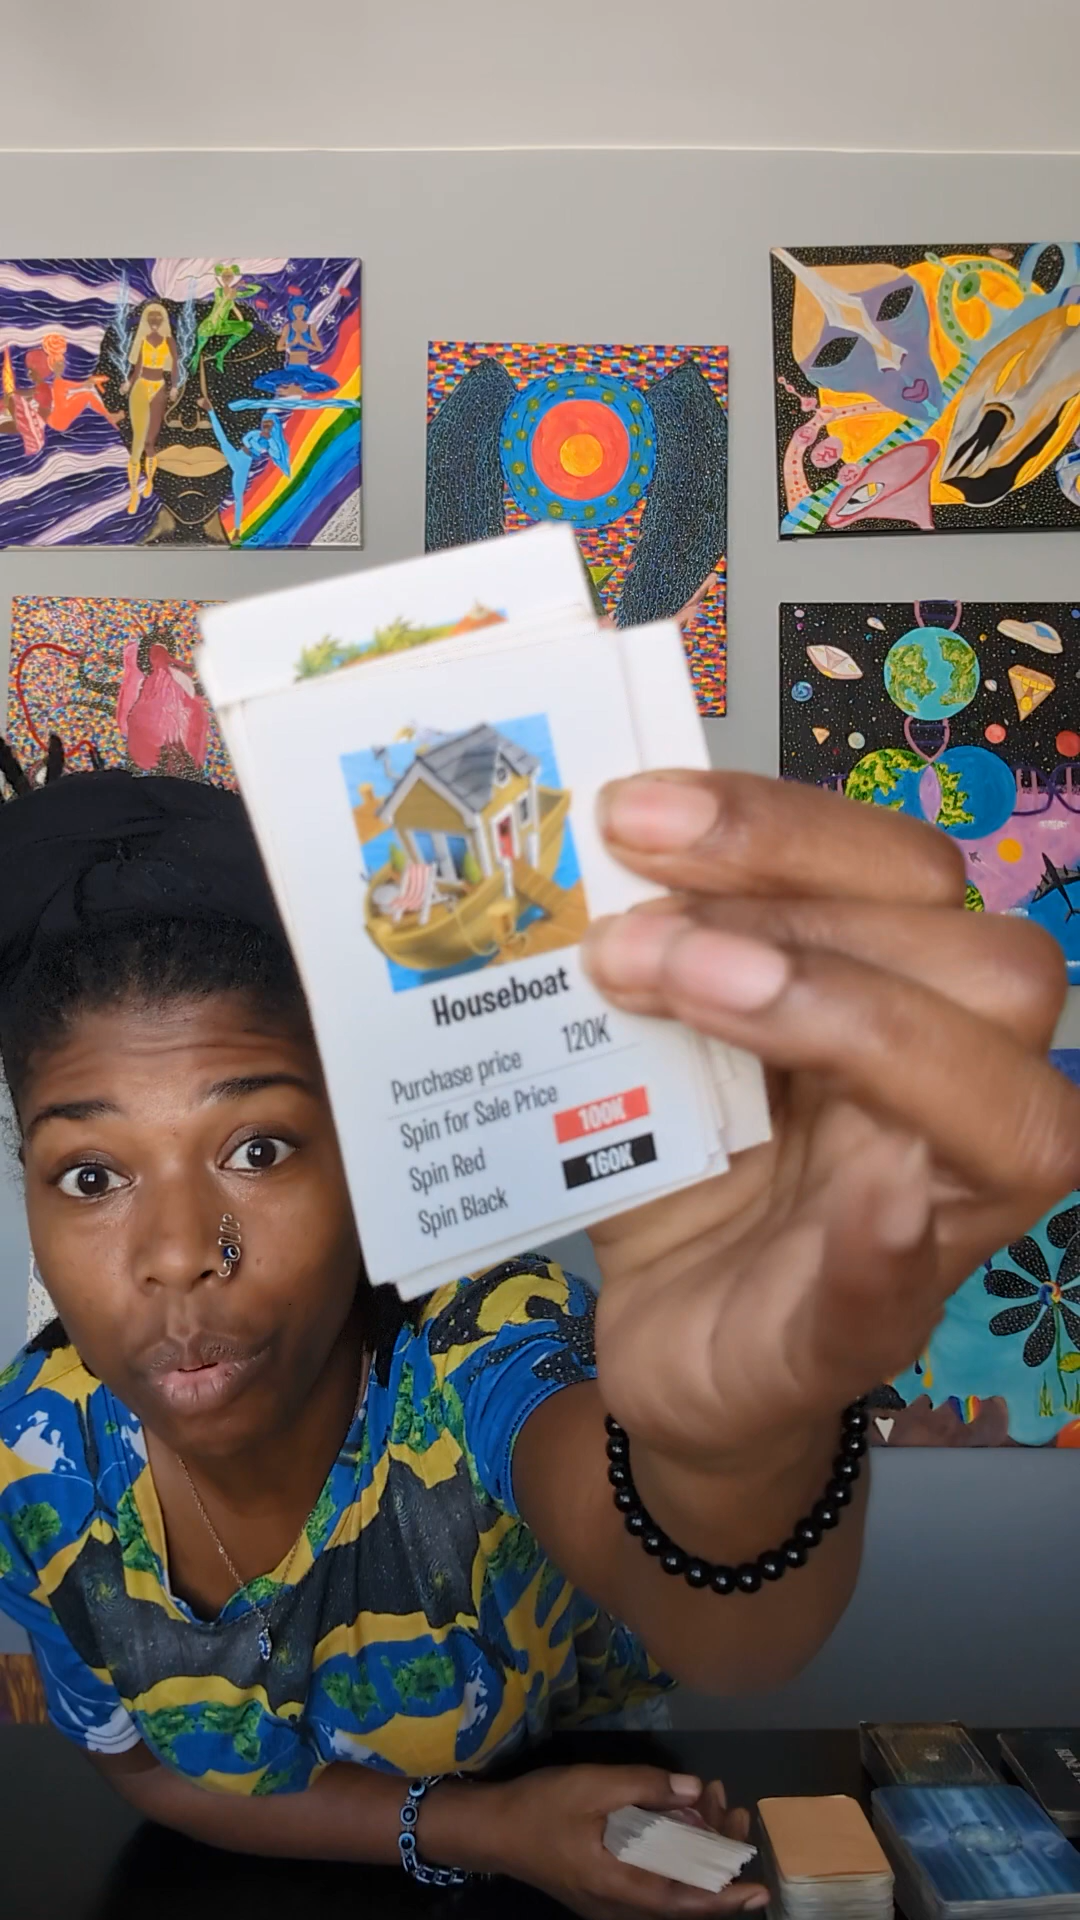 Houseboat
Purchase price 120K
Spin for Sale Price
Spin Red 100K
Spin Black 160K